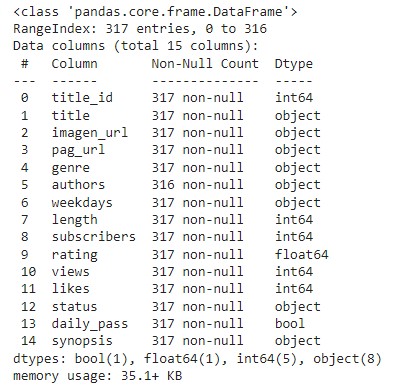 <class 'pandas.core.frame.DataFrame'>
RangeIndex: 317 entries, 0 to 316
Data columns (total 15 columns):
 #   Column       Non-Null Count  Dtype
---  ------       --------------  -----
 0   title_id     317 non-null    int64
 1   title        317 non-null    object
 2   imagen_url   317 non-null    object
 3   pag_url      317 non-null    object
 4   genre        317 non-null    object
 5   authors      316 non-null    object
 6   weekdays     317 non-null    object
 7   length       317 non-null    int64
 8   subscribers  317 non-null    int64
 9   rating       317 non-null    float64
 10  views        317 non-null    int64
 11  likes        317 non-null    int64
 12  status       317 non-null    object
 13  daily_pass   317 non-null    bool
 14  synopsis     317 non-null    object
dtypes: bool(1), float64(1), int64(5), object(8)
memory usage: 35.1+ KB